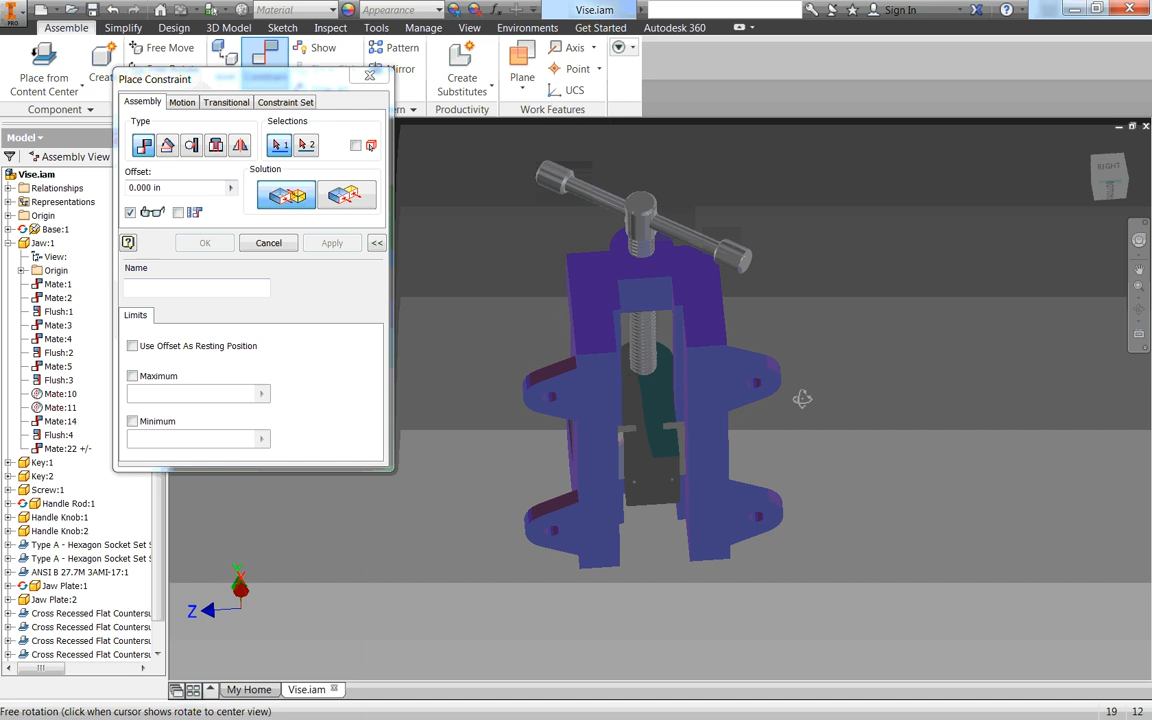 Material
Appearance
Vise.iam
Sign In
PRO
Assemble Simplify Design 3D Model Sketch Inspect Tools Manage View Environments Get Started Autodesk 360
Free Move
Show
Pattern
Mirror
Axis
Point
UCS
Place from
Content Center
Create
Substitutes
Plane
Component
Productivity
Work Features
Place Constraint
Assembly Motion Transitional Constraint Set
Type
Selections
1 2
Offset:
Solution
0.000 in
OK Cancel Apply <<
Name
Limits
Use Offset As Resting Position
Maximum
Minimum
Model
Assembly View
Vise.iam
Relationships
Representations
Origin
Base:1
Jaw:1
View:
Origin
Mate:1
Mate:2
Flush:1
Mate:3
Mate:4
Flush:2
Mate:5
Flush:3
Mate:10
Mate:11
Mate:14
Flush:4
Mate:22 +/-
Key:1
Key:2
Screw:1
Handle Rod:1
Handle Knob:1
Handle Knob:2
Type A - Hexagon Socket Set S
Type A - Hexagon Socket Set S
ANSI B 27.7M 3AMI-17:1
Jaw Plate:1
Jaw Plate:2
Cross Recessed Flat Countersu
Cross Recessed Flat Countersu
Cross Recessed Flat Countersu
Cross Recessed Flat Countersu
RIGHT
Y
X
Z
My Home Vise.iam
Free rotation (click when cursor shows rotate to center view)
19 12